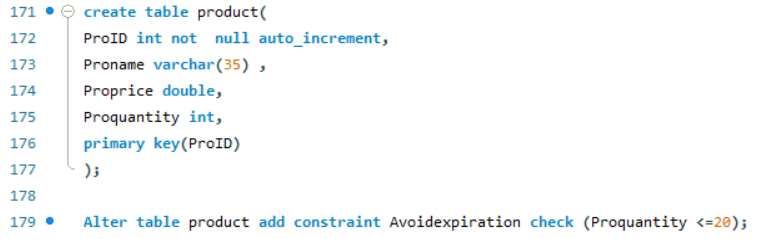 171 create table product(
172 ProID int not  null auto_increment,
173 Proname varchar(35) ,
174 Proprice double,
175 Proquantity int,
176 primary key(ProID)
177 );
178
179 Alter table product add constraint Avoidexpiration check (Proquantity <=20);